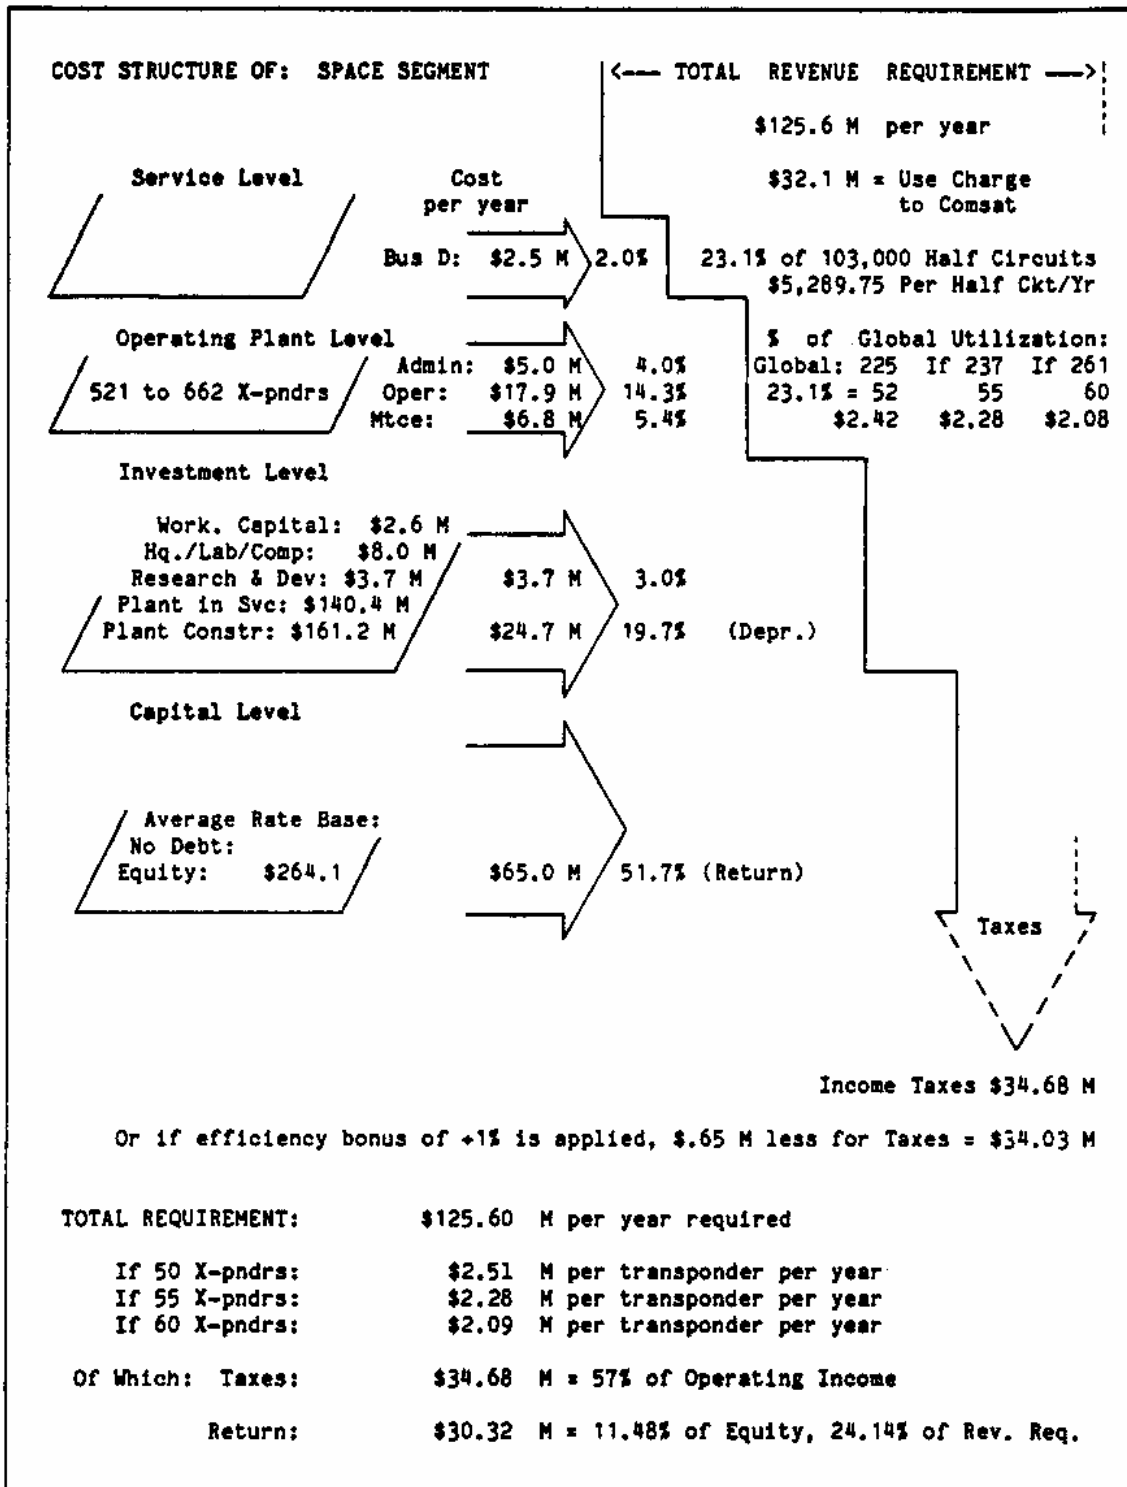 COST STRUCTURE OF: SPACE SEGMENT
<--- TOTAL REVENUE REQUIREMENT --->
$125.6 M per year
Service Level
Cost
per year
$32.1 M = Use Charge
to Comsat
Bus D: $2.5 M 2.0%
23.1% of 103,000 Half Circuits
$5,289.75 Per Half Ckt/Yr
Operating Plant Level
% of Global Utilization:
Admin: $5.0 M 4.0%
Global: 225 If 237 If 261
521 to 662 X-pndrs
Oper: $17.9 M 14.3%
23.1% = 52 55 60
Mtce: $6.8 M 5.4%
$2.42 $2.28 $2.08
Investment Level
Work. Capital: $2.6 M
Hq./Lab/Comp: $8.0 M
Research & Dev: $3.7 M $3.7 M 3.0%
Plant in Svc: $140.4 M
Plant Constr: $161.2 M $24.7 M 19.7% (Depr.)
Capital Level
Average Rate Base:
No Debt:
Equity: $264.1 $65.0 M 51.7% (Return)
Taxes
Income Taxes $34.68 M
Or if efficiency bonus of +1% is applied, $.65 M less for Taxes = $34.03 M
TOTAL REQUIREMENT: $125.60 M per year required
If 50 X-pndrs: $2.51 M per transponder per year
If 55 X-pndrs: $2.28 M per transponder per year
If 60 X-pndrs: $2.09 M per transponder per year
Of Which: Taxes: $34.68 M = 57% of Operating Income
Return: $30.32 M = 11.48% of Equity, 24.14% of Rev. Req.